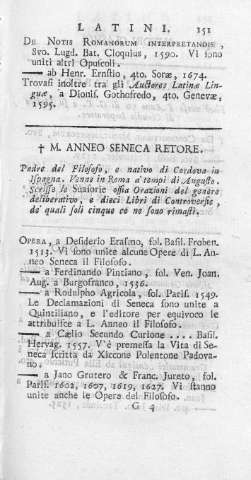 LATINI. 151
DE NOTIS ROMANORUM INTERPRETANDIS,
8vo. Lugd. Bat. Cloquius, 1590. Vi sono
uniti altri Opuscoli.
—— ab Henr. Ernstio, 4to. Soræ, 1674.
Trovasi inoltre tra gli Auctores Latinæ Lin-
guæ, a Dionis. Gothofredo, 4to. Genevæ,
1595.
† M. ANNEO SENECA RETORE.
Padre del Filosofo, e nativo di Cordova in
Ispagna. Venne in Roma a' tempi di Augusto.
Scrisse le Suasorie ossia Orazioni del genere
deliberativo, e dieci Libri di Controversie,
de' quali soli cinque ce ne sono rimasti.
OPERA, a Desiderio Erasmo, fol. Basil. Froben.
1513. Vi sono unite alcune Opere di L. An-
neo Seneca il Filosofo.
—— a Ferdinando Pintiano, fol. Ven. Joan.
Aug. a Burgofranco, 1536.
—— a Rodulpho Agricola, fol. Paris. 1549.
Le Declamazioni di Seneca sono unite a
Quintiliano, e l'editore per equivoco le
attribuisce a L. Anneo il Filosofo.
—— a Cælio Secundo Curione .... Basil.
Hervag. 1557. V'è premessa la Vita di Se-
neca scritta da Xiccone Polentone Padova-
no.
—— a Jano Grutero & Franc. Jureto, fol.
Paris. 1602, 1607, 1619, 1627. Vi stanno
unite anche le Opere del Filosofo.
G 4